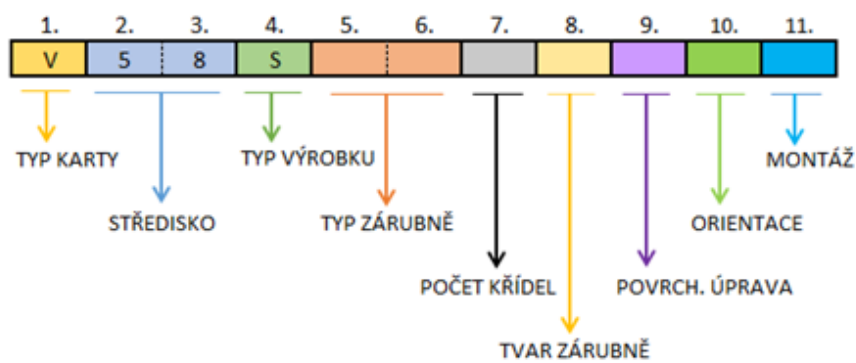 1. 2. 3. 4. 5. 6. 7. 8. 9. 10. 11.
V 5 8 S
TYP KARTY TYP VÝROBKU MONTÁŽ
STŘEDISKO TYP ZÁRUBNĚ ORIENTACE
POČET KŘÍDEL POVRCH. ÚPRAVA
TVAR ZÁRUBNĚ